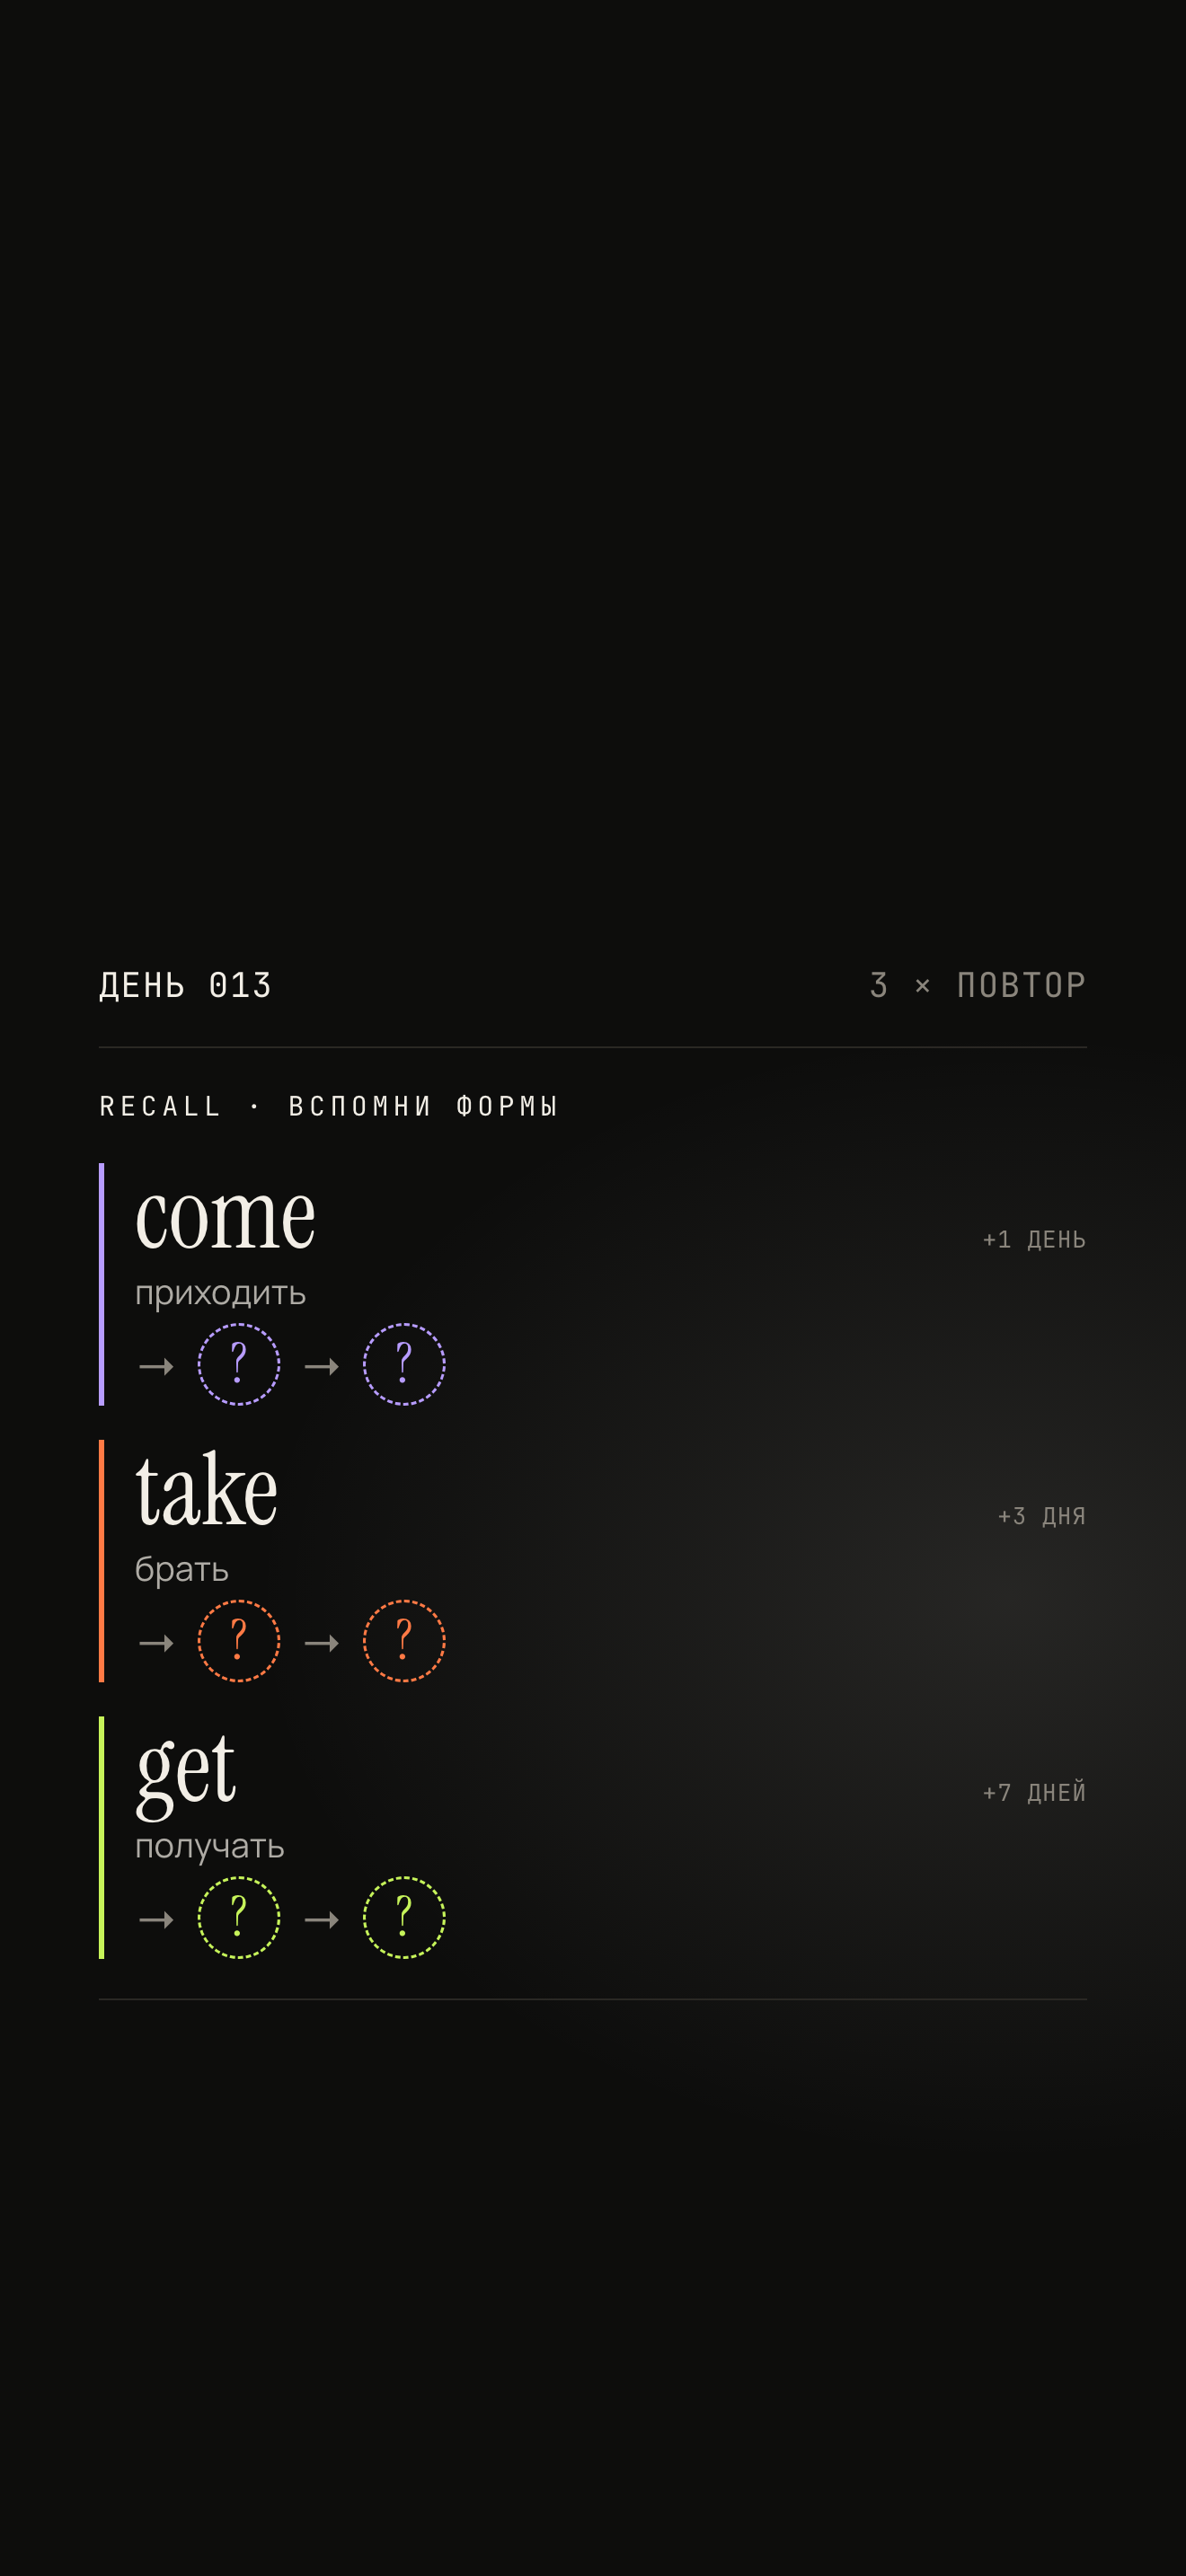 ДЕНЬ 013
3 × ПОВТОР
RECALL · ВСПОМНИ ФОРМЫ
come
+1 ДЕНЬ
приходить
→ ? → ?
take
+3 ДНЯ
брать
→ ? → ?
get
+7 ДНЕЙ
получать
→ ? → ?